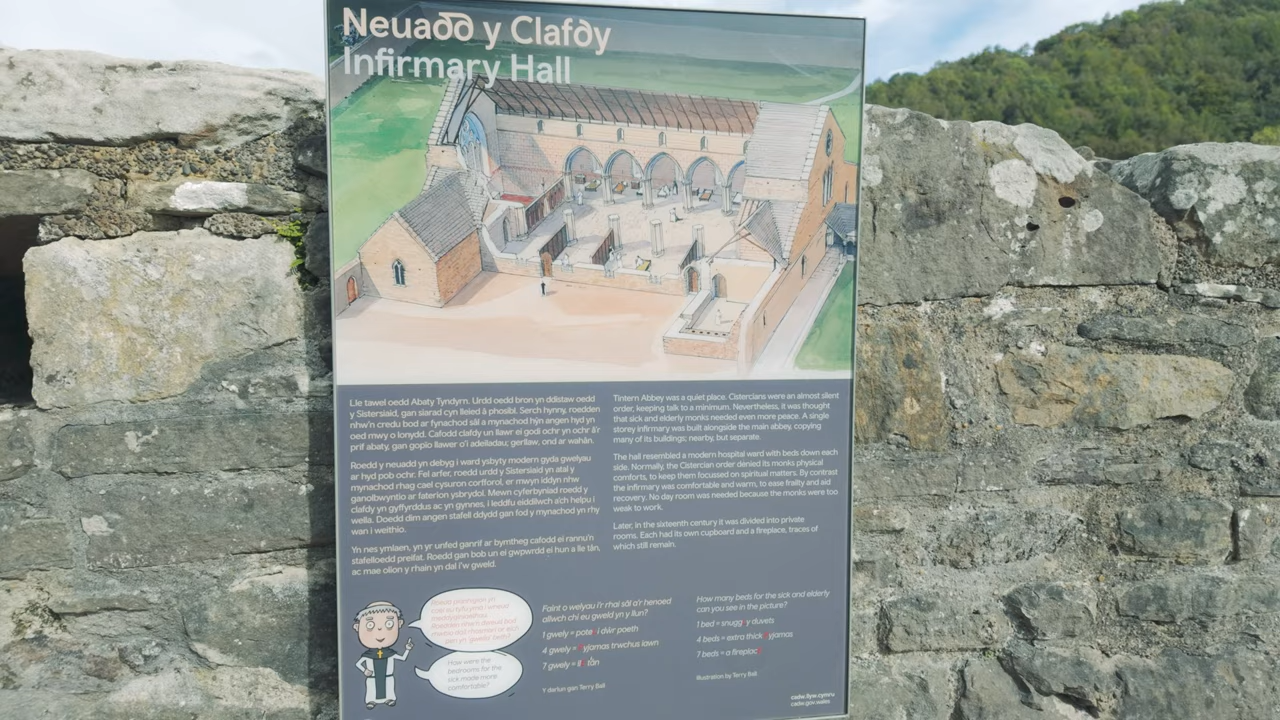 Neuadd y Clafdy
Infirmary Hall
Lle tawel oedd Abaty Tyndyrn. Urdd oedd bron yn ddistaw oedd
y Sistersiaid, gan siarad cyn lleied â phosibl. Serch hynny, roedden
nhw'n credu bod ar fynachod sâl a mynachod hŷn angen hyd yn
oed mwy o lonydd. Cafodd clafdy un llawr ei godi ochr yn ochr â'r
prif abaty, gan gopïo llawer o'i adeiladau; gerllaw, ond ar wahân.
Roedd y neuadd yn debyg i ward ysbyty modern gyda gwelyau
ar hyd pob ochr. Fel arfer, roedd urdd y Sistersiaid yn atal y
mynachod rhag cael cysuron corfforol, er mwyn iddyn nhw
ganolbwyntio ar faterion ysbrydol. Mewn cyferbyniad roedd y
clafdy yn gyffyrddus ac yn gynnes, i leddfu eiddilwch a'ch helpu i
wella. Doedd dim angen stafell ddydd gan fod y mynachod yn rhy
wan i weithio.
Yn nes ymlaen, yn yr unfed ganrif ar bymtheg cafodd ei rannu'n
stafelloedd preifat. Roedd gan bob un ei gwpwrdd ei hun a lle tân,
ac mae olion y rhain yn dal i'w gweld.
Tintern Abbey was a quiet place. Cistercians were an almost silent
order, keeping talk to a minimum. Nevertheless, it was thought
that sick and elderly monks needed even more peace. A single
storey infirmary was built alongside the main abbey, copying
many of its buildings: nearby, but separate.
The hall resembled a modern hospital ward with beds down each
side. Normally, the Cistercian order denied its monks physical
comforts, to keep them focussed on spiritual matters. By contrast
the infirmary was comfortable and warm, to ease frailty and aid
recovery. No day room was needed because the monks were too
weak to work.
Later, in the sixteenth century it was divided into private
rooms. Each had its own cupboard and a fireplace, traces of
which still remain.
How were the
bedrooms for the
sick made more
comfortable?
Faint o welyau i'r rhai sâl a'r henoed
allwch chi eu gweld yn y llun?
1 gwely = potel i dŵr poeth
4 gwely = pyjamas trwchus iawn
7 gwely = lle tân
Y darlun gan Terry Ball
How many beds for the sick and elderly
can you see in the picture?
1 bed = snuggly duvets
4 beds = extra thick pyjamas
7 beds = a fireplace
Illustration by Terry Ball
cadw.llyw.cymru
cadw.gov.wales